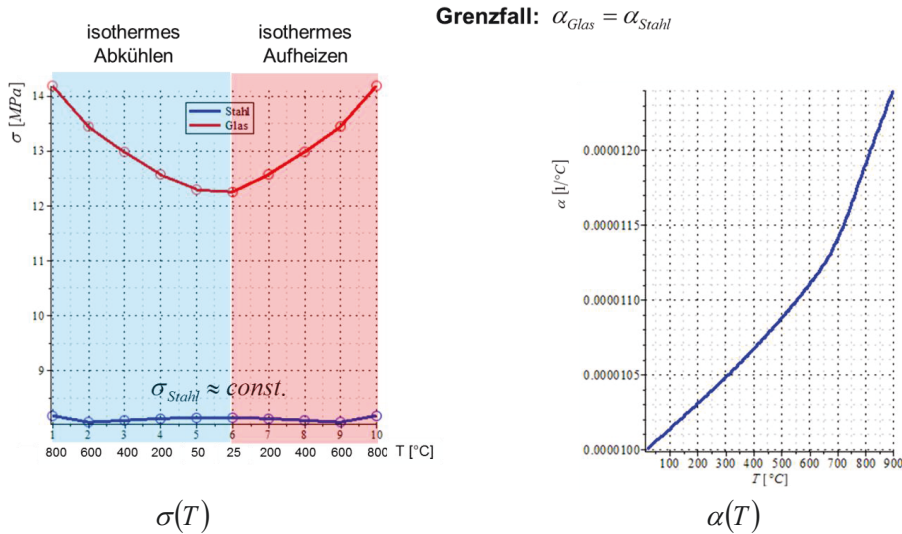 Grenzfall: α_Glas = α_Stahl
isothermes Abkühlen
isothermes Aufheizen
σ [MPa]
14
13
12
11
10
9
Stahl
Glas
σ_Stahl ≈ const.
1 2 3 4 5 6 7 8 9 10
800 600 400 200 50 25 200 400 600 800 T [°C]
σ(T)
α [1/°C]
0.0000120
0.0000115
0.0000110
0.0000105
0.0000100
100 200 300 400 500 600 700 800 900
T [°C]
α(T)